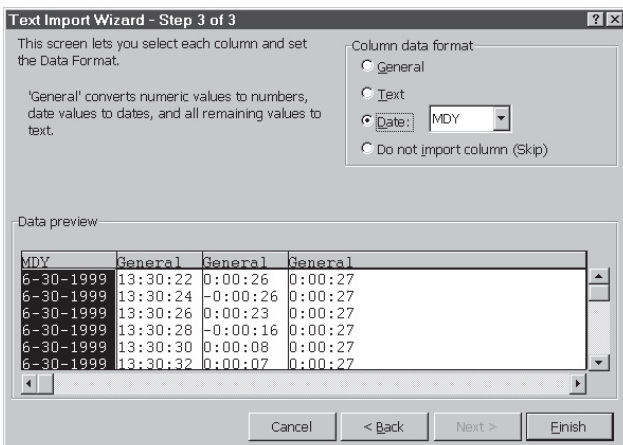 Text Import Wizard - Step 3 of 3
This screen lets you select each column and set
the Data Format.
'General' converts numeric values to numbers,
date values to dates, and all remaining values to
text.
Column data format
General
Text
Date: MDY
Do not import column (Skip)
Data preview
MDY General General General
6-30-1999 13:30:22 0:00:26 0:00:27
6-30-1999 13:30:24 -0:00:26 0:00:27
6-30-1999 13:30:26 0:00:23 0:00:27
6-30-1999 13:30:28 -0:00:16 0:00:27
6-30-1999 13:30:30 0:00:08 0:00:27
6-30-1999 13:30:32 0:00:07 0:00:27
Cancel < Back Next > Finish